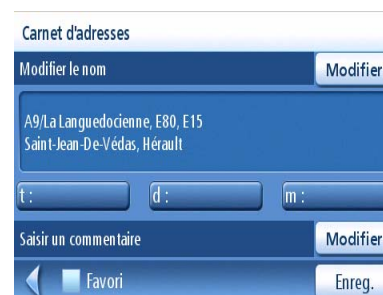 Carnet d'adresses
Modifier le nom Modifier
A9/La Languedocienne, E80, E15
Saint-Jean-De-Védas, Hérault
t : d : m :
Saisir un commentaire Modifier
Favori Enreg.